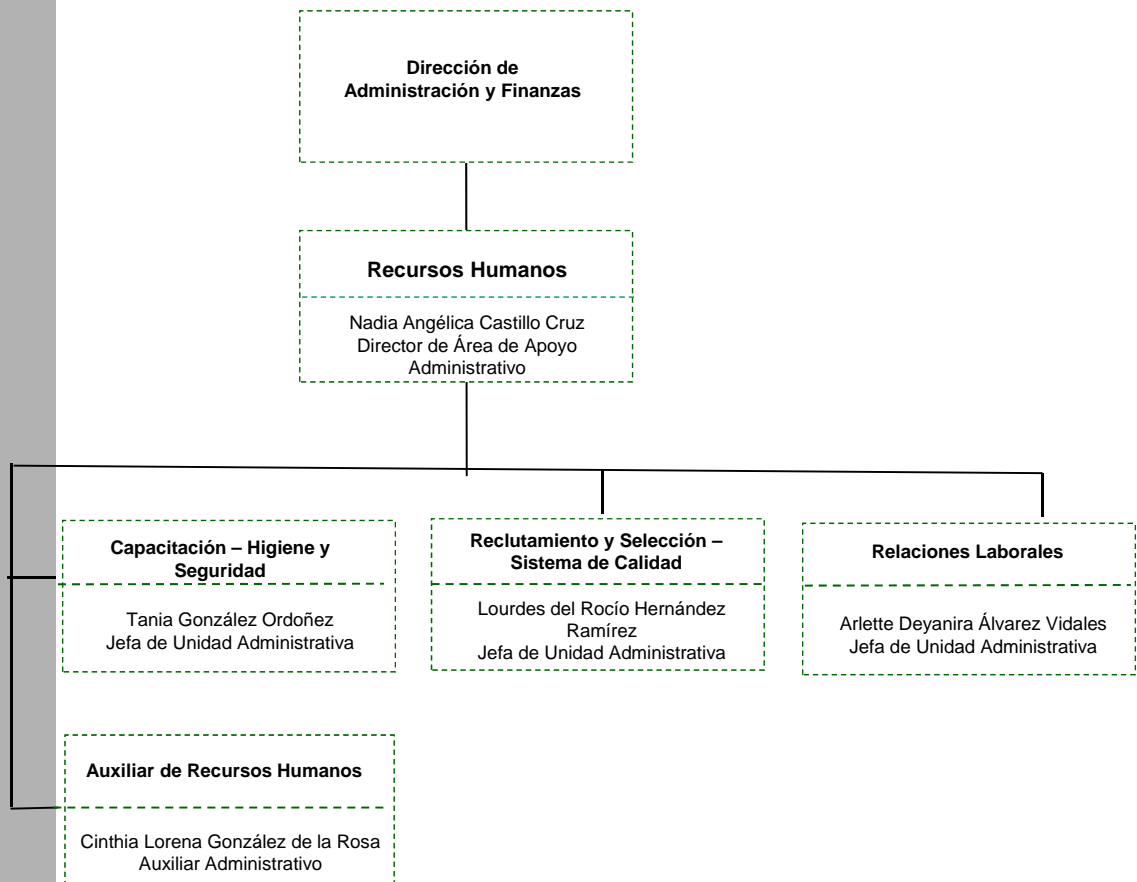 Dirección de
Administración y Finanzas
Recursos Humanos
Nadia Angélica Castillo Cruz
Director de Área de Apoyo
Administrativo
Capacitación – Higiene y
Seguridad
Tania González Ordoñez
Jefa de Unidad Administrativa
Reclutamiento y Selección –
Sistema de Calidad
Lourdes del Rocío Hernández
Ramírez
Jefa de Unidad Administrativa
Relaciones Laborales
Arlette Deyanira Álvarez Vidales
Jefa de Unidad Administrativa
Auxiliar de Recursos Humanos
Cinthia Lorena González de la Rosa
Auxiliar Administrativo